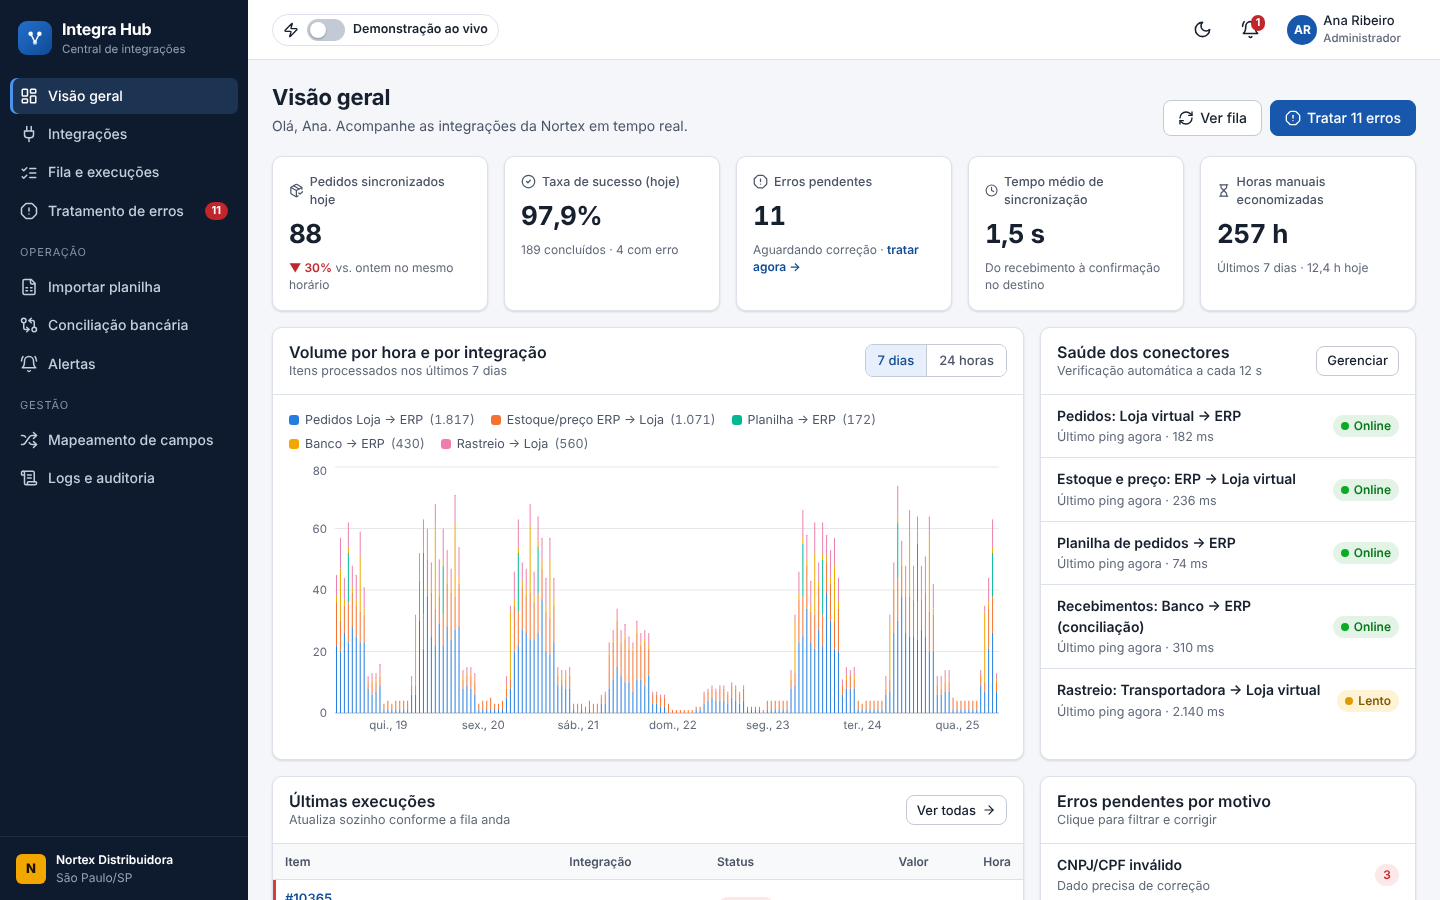 Integra Hub
Central de integrações
Visão geral
Integrações
Fila e execuções
Tratamento de erros 11
OPERAÇÃO
Importar planilha
Conciliação bancária
Alertas
GESTÃO
Mapeamento de campos
Logs e auditoria
N
Nortex Distribuidora
São Paulo/SP
Demonstração ao vivo
1
AR
Ana Ribeiro
Administrador
Visão geral
Olá, Ana. Acompanhe as integrações da Nortex em tempo real.
Ver fila
Tratar 11 erros
Pedidos sincronizados
hoje
88
▼ 30% vs. ontem no mesmo
horário
Taxa de sucesso (hoje)
97,9%
189 concluídos · 4 com erro
Erros pendentes
11
Aguardando correção · tratar
agora →
Tempo médio de
sincronização
1,5 s
Do recebimento à confirmação
no destino
Horas manuais
economizadas
257 h
Últimos 7 dias · 12,4 h hoje
Volume por hora e por integração
Itens processados nos últimos 7 dias
7 dias
24 horas
Pedidos Loja → ERP (1.817)
Estoque/preço ERP → Loja (1.071)
Planilha → ERP (172)
Banco → ERP (430)
Rastreio → Loja (560)
80
60
40
20
0
qui., 19
sex., 20
sáb., 21
dom., 22
seg., 23
ter., 24
qua., 25
Saúde dos conectores
Verificação automática a cada 12 s
Gerenciar
Pedidos: Loja virtual → ERP
Último ping agora · 182 ms
Online
Estoque e preço: ERP → Loja virtual
Último ping agora · 236 ms
Online
Planilha de pedidos → ERP
Último ping agora · 74 ms
Online
Recebimentos: Banco → ERP
(conciliação)
Último ping agora · 310 ms
Online
Rastreio: Transportadora → Loja virtual
Último ping agora · 2.140 ms
Lento
Últimas execuções
Atualiza sozinho conforme a fila anda
Ver todas →
Item Integração Status Valor Hora
#10365
Erros pendentes por motivo
Clique para filtrar e corrigir
CNPJ/CPF inválido
Dado precisa de correção
3